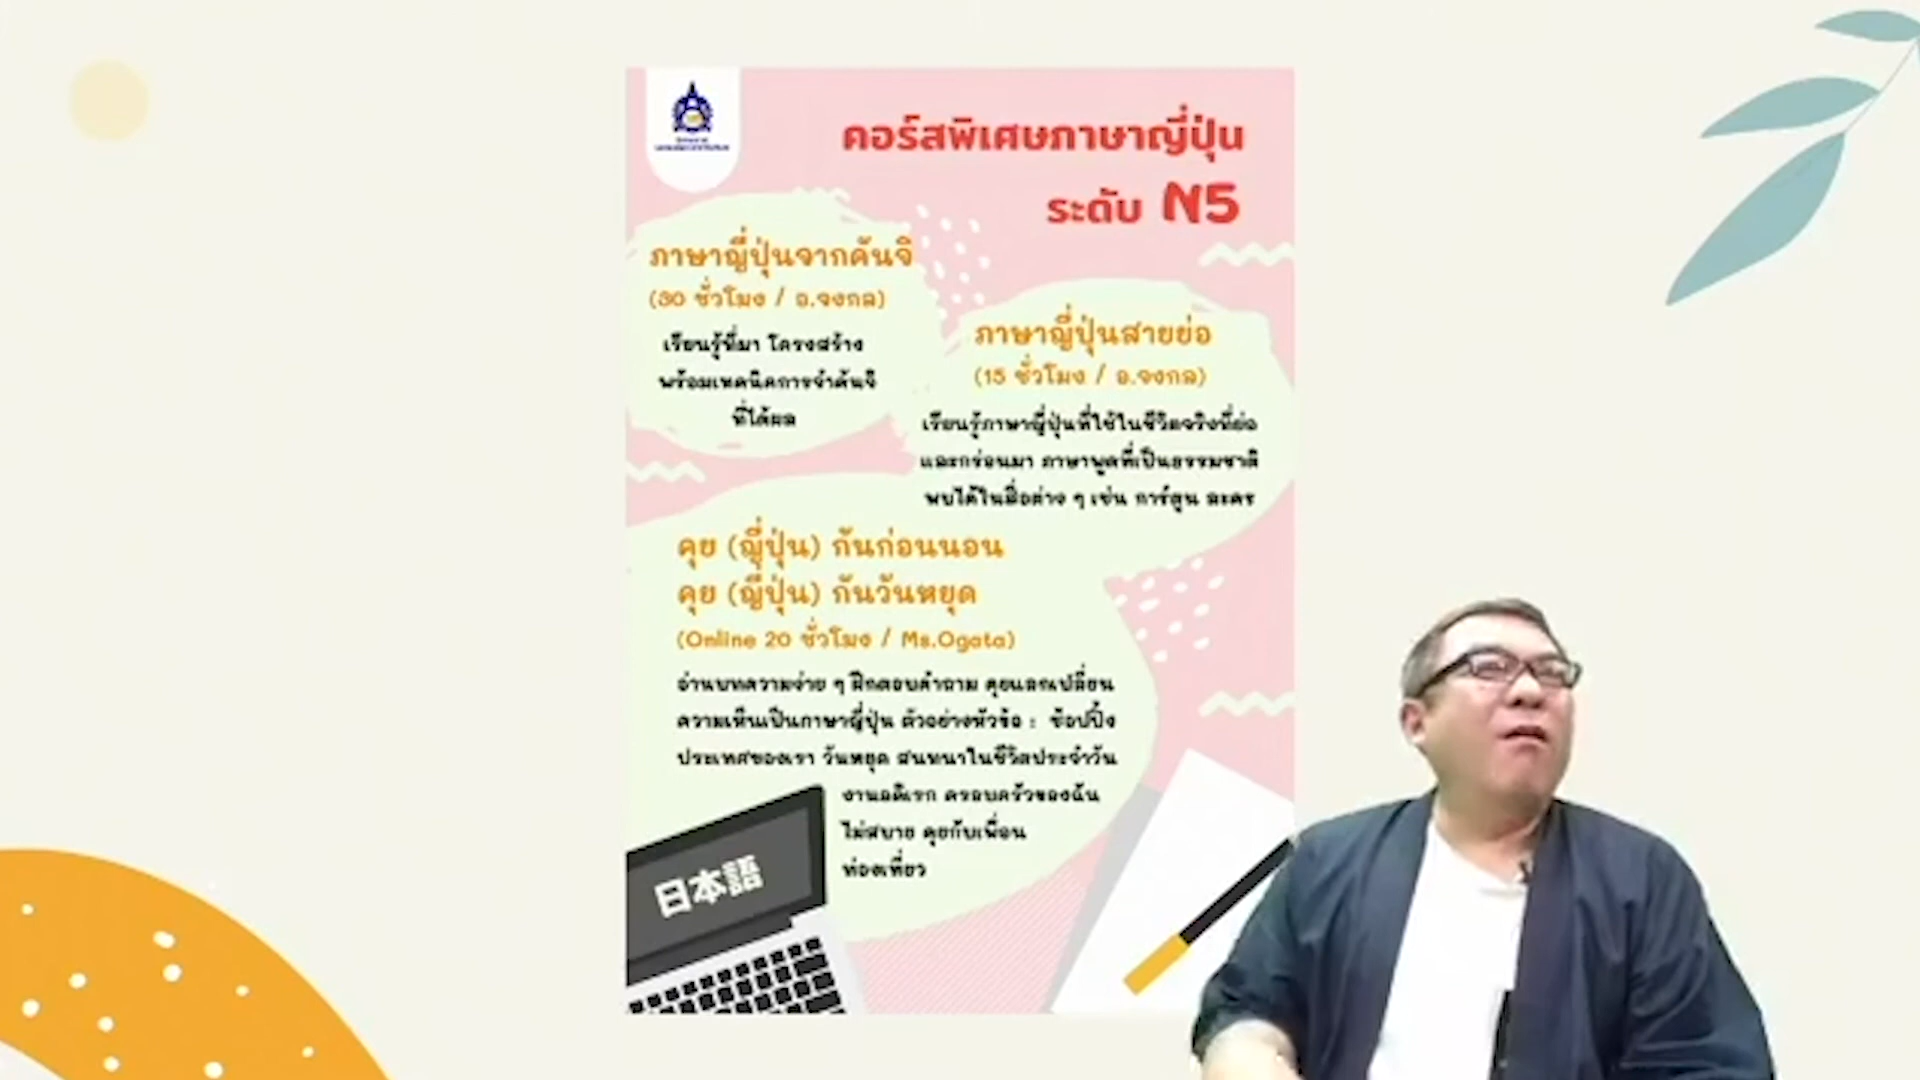 คอร์สพิเศษภาษาญี่ปุ่น
ระดับ N5
ภาษาญี่ปุ่นจากคันจิ
(30 ชั่วโมง / อ.จงกล)
เรียนรู้ที่มา โครงสร้าง
พร้อมเทคนิคการจำคันจิ
ที่ได้ผล
ภาษาญี่ปุ่นสายย่อ
(15 ชั่วโมง / อ.จงกล)
เรียนรู้ภาษาญี่ปุ่นที่ใช้ในชีวิตจริงที่ย่อ
และกร่อนมา ภาษาพูดที่เป็นธรรมชาติ
พบได้ในสื่อต่าง ๆ เช่น การ์ตูน ละคร
คุย (ญี่ปุ่น) กันก่อนนอน
คุย (ญี่ปุ่น) กันวันหยุด
(Online 20 ชั่วโมง / Ms.Ogata)
อ่านบทความง่าย ๆ ฝึกตอบคำถาม คุยแลกเปลี่ยน
ความเห็นเป็นภาษาญี่ปุ่น ตัวอย่างหัวข้อ : ช้อปปิ้ง
ประเทศของเรา วันหยุด สนทนาในชีวิตประจำวัน
งานอดิเรก ครอบครัวของฉัน
ไม่สบาย คุยกับเพื่อน
ท่องเที่ยว
日本語